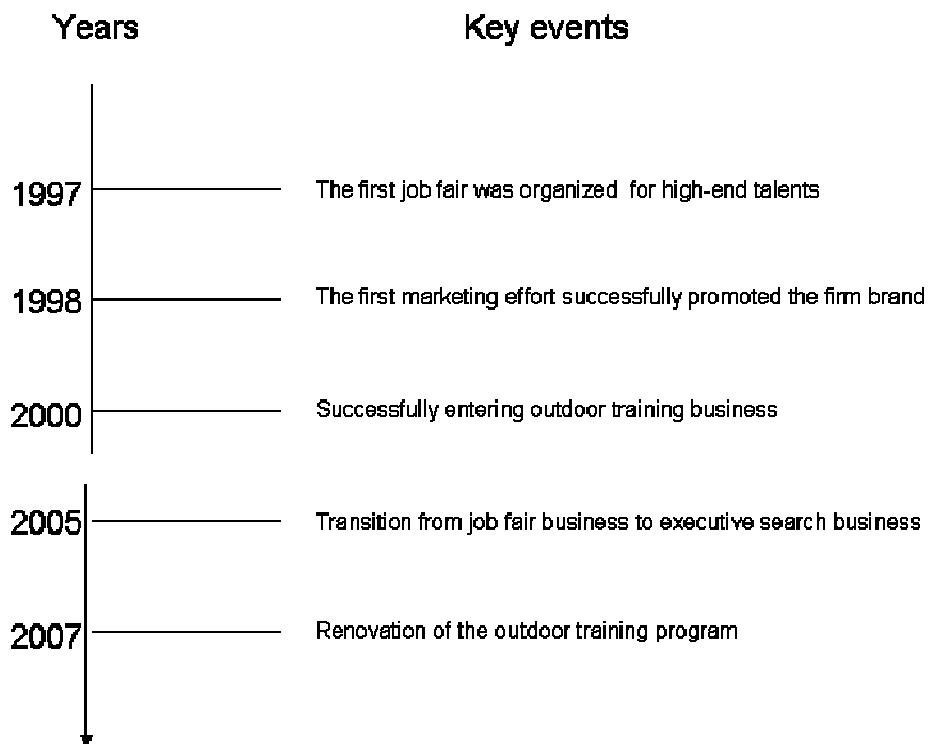 Years Key events
1997 The first job fair was organized for high-end talents
1998 The first marketing effort successfully promoted the firm brand
2000 Successfully entering outdoor training business
2005 Transition from job fair business to executive search business
2007 Renovation of the outdoor training program